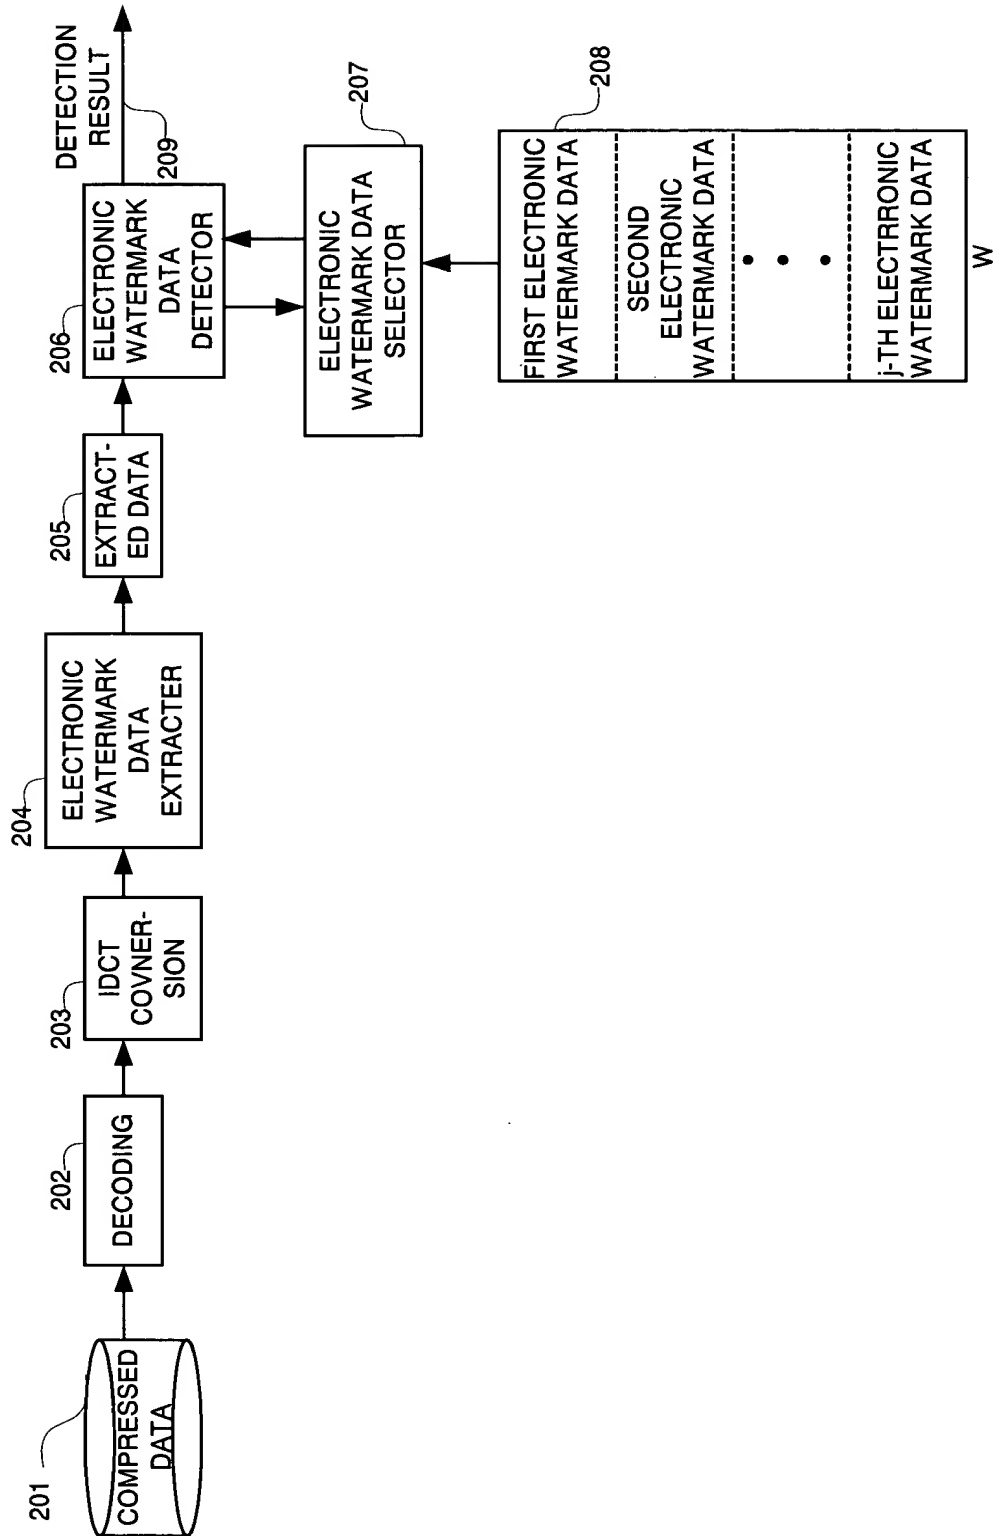 201
COMPRESSED
DATA
202
DECODING
203
IDCT
COVNER-
SION
204
ELECTRONIC
WATERMARK
DATA
EXTRACTER
205
EXTRACT-
ED DATA
206
ELECTRONIC
WATERMARK
DATA
DETECTOR
DETECTION
RESULT
209
207
ELECTRONIC
WATERMARK DATA
SELECTOR
208
FIRST ELECTRONIC
WATERMARK DATA
SECOND
ELECTRONIC
WATERMARK DATA
j-TH ELECTRRONIC
WATERMARK DATA
W